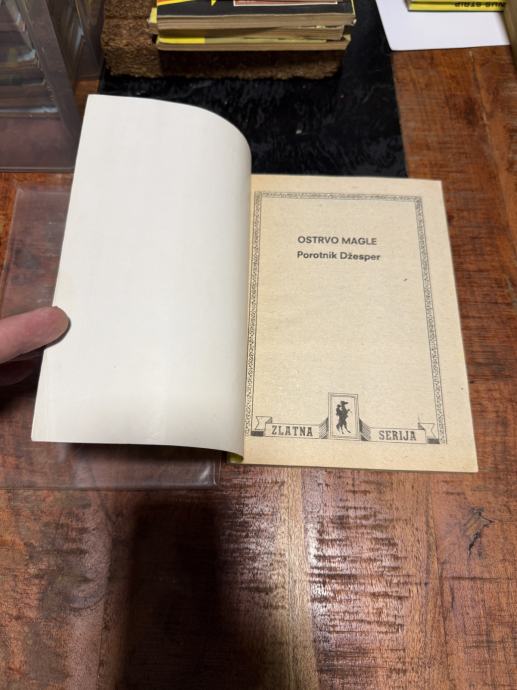 OSTRVO MAGLE
Porotnik Džesper
ZLATNA SERIJA